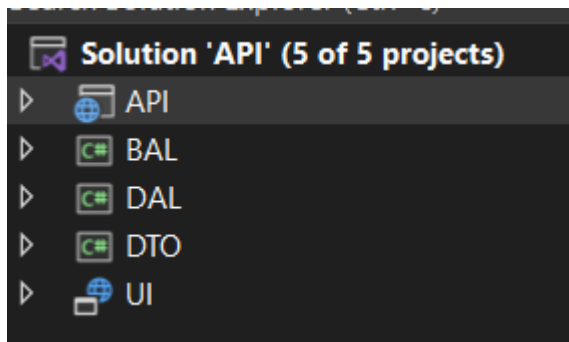 Solution 'API' (5 of 5 projects)
API
C# BAL
C# DAL
C# DTO
UI